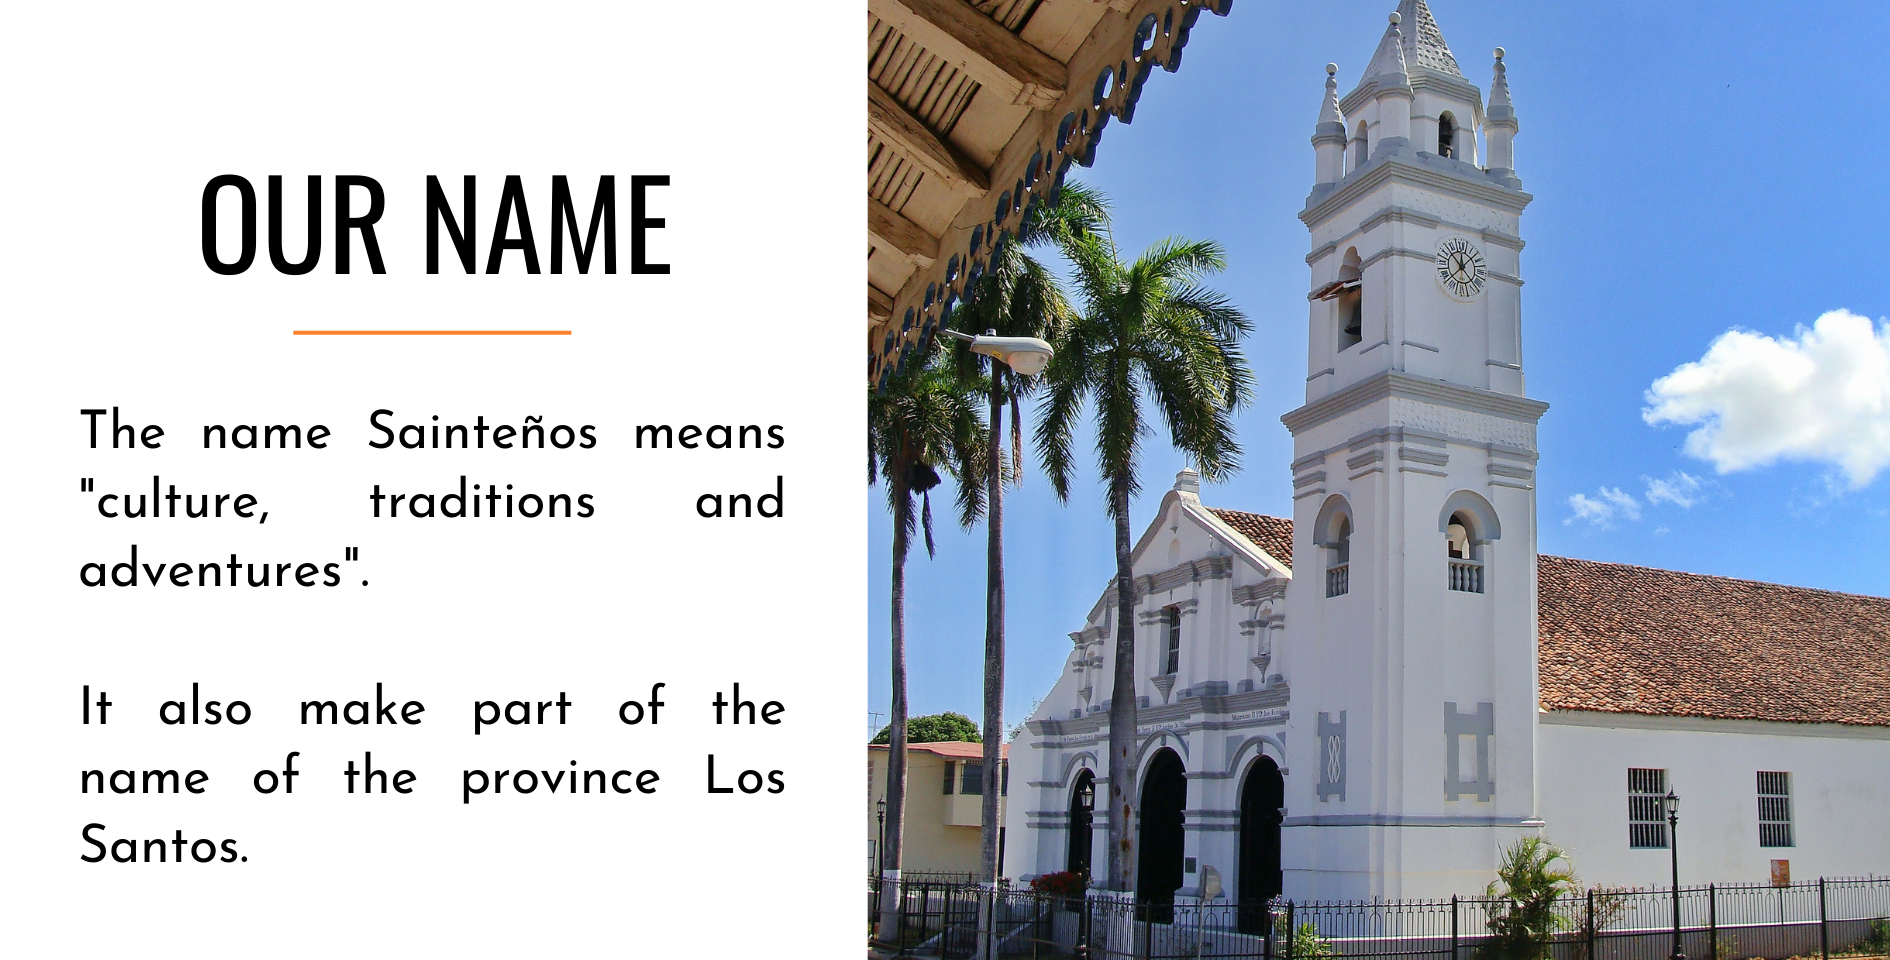 OUR NAME
The name Sainteños means
"culture, traditions and
adventures".
It also make part of the
name of the province Los
Santos.